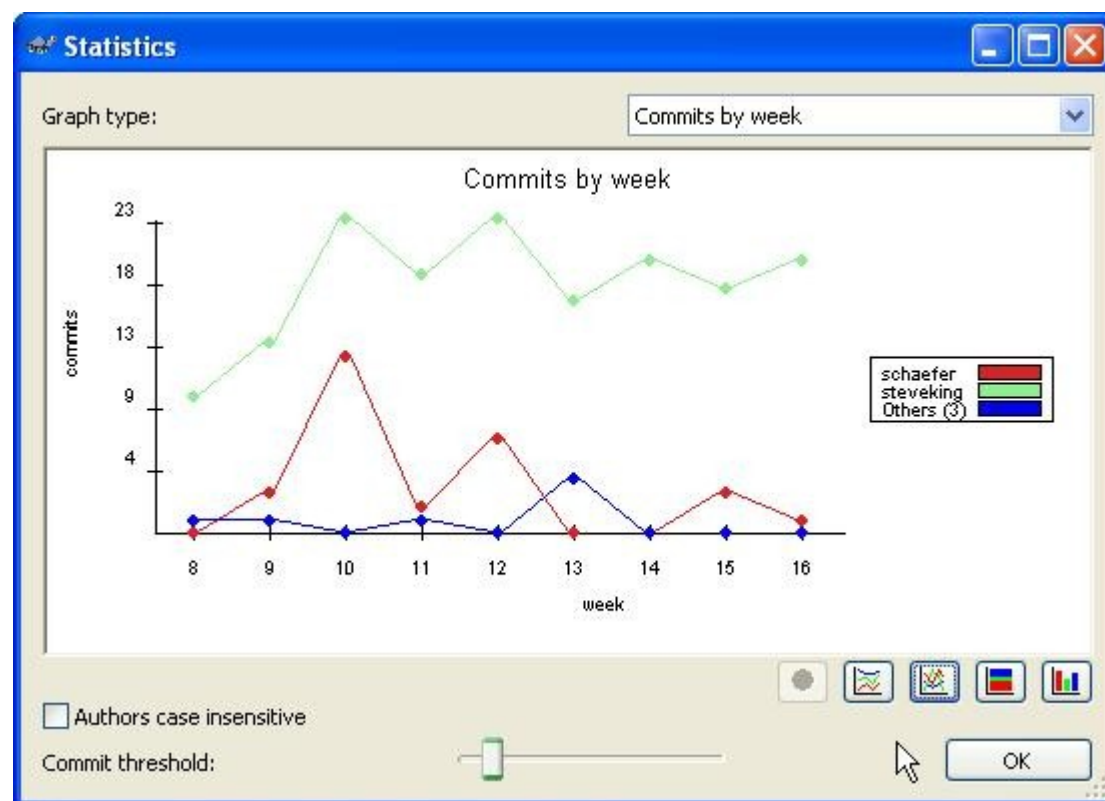 Statistics
Graph type:
Commits by week
Commits by week
23
18
13
9
4
commits
8 9 10 11 12 13 14 15 16
week
schaefer
steveking
Others (3)
Authors case insensitive
Commit threshold:
OK